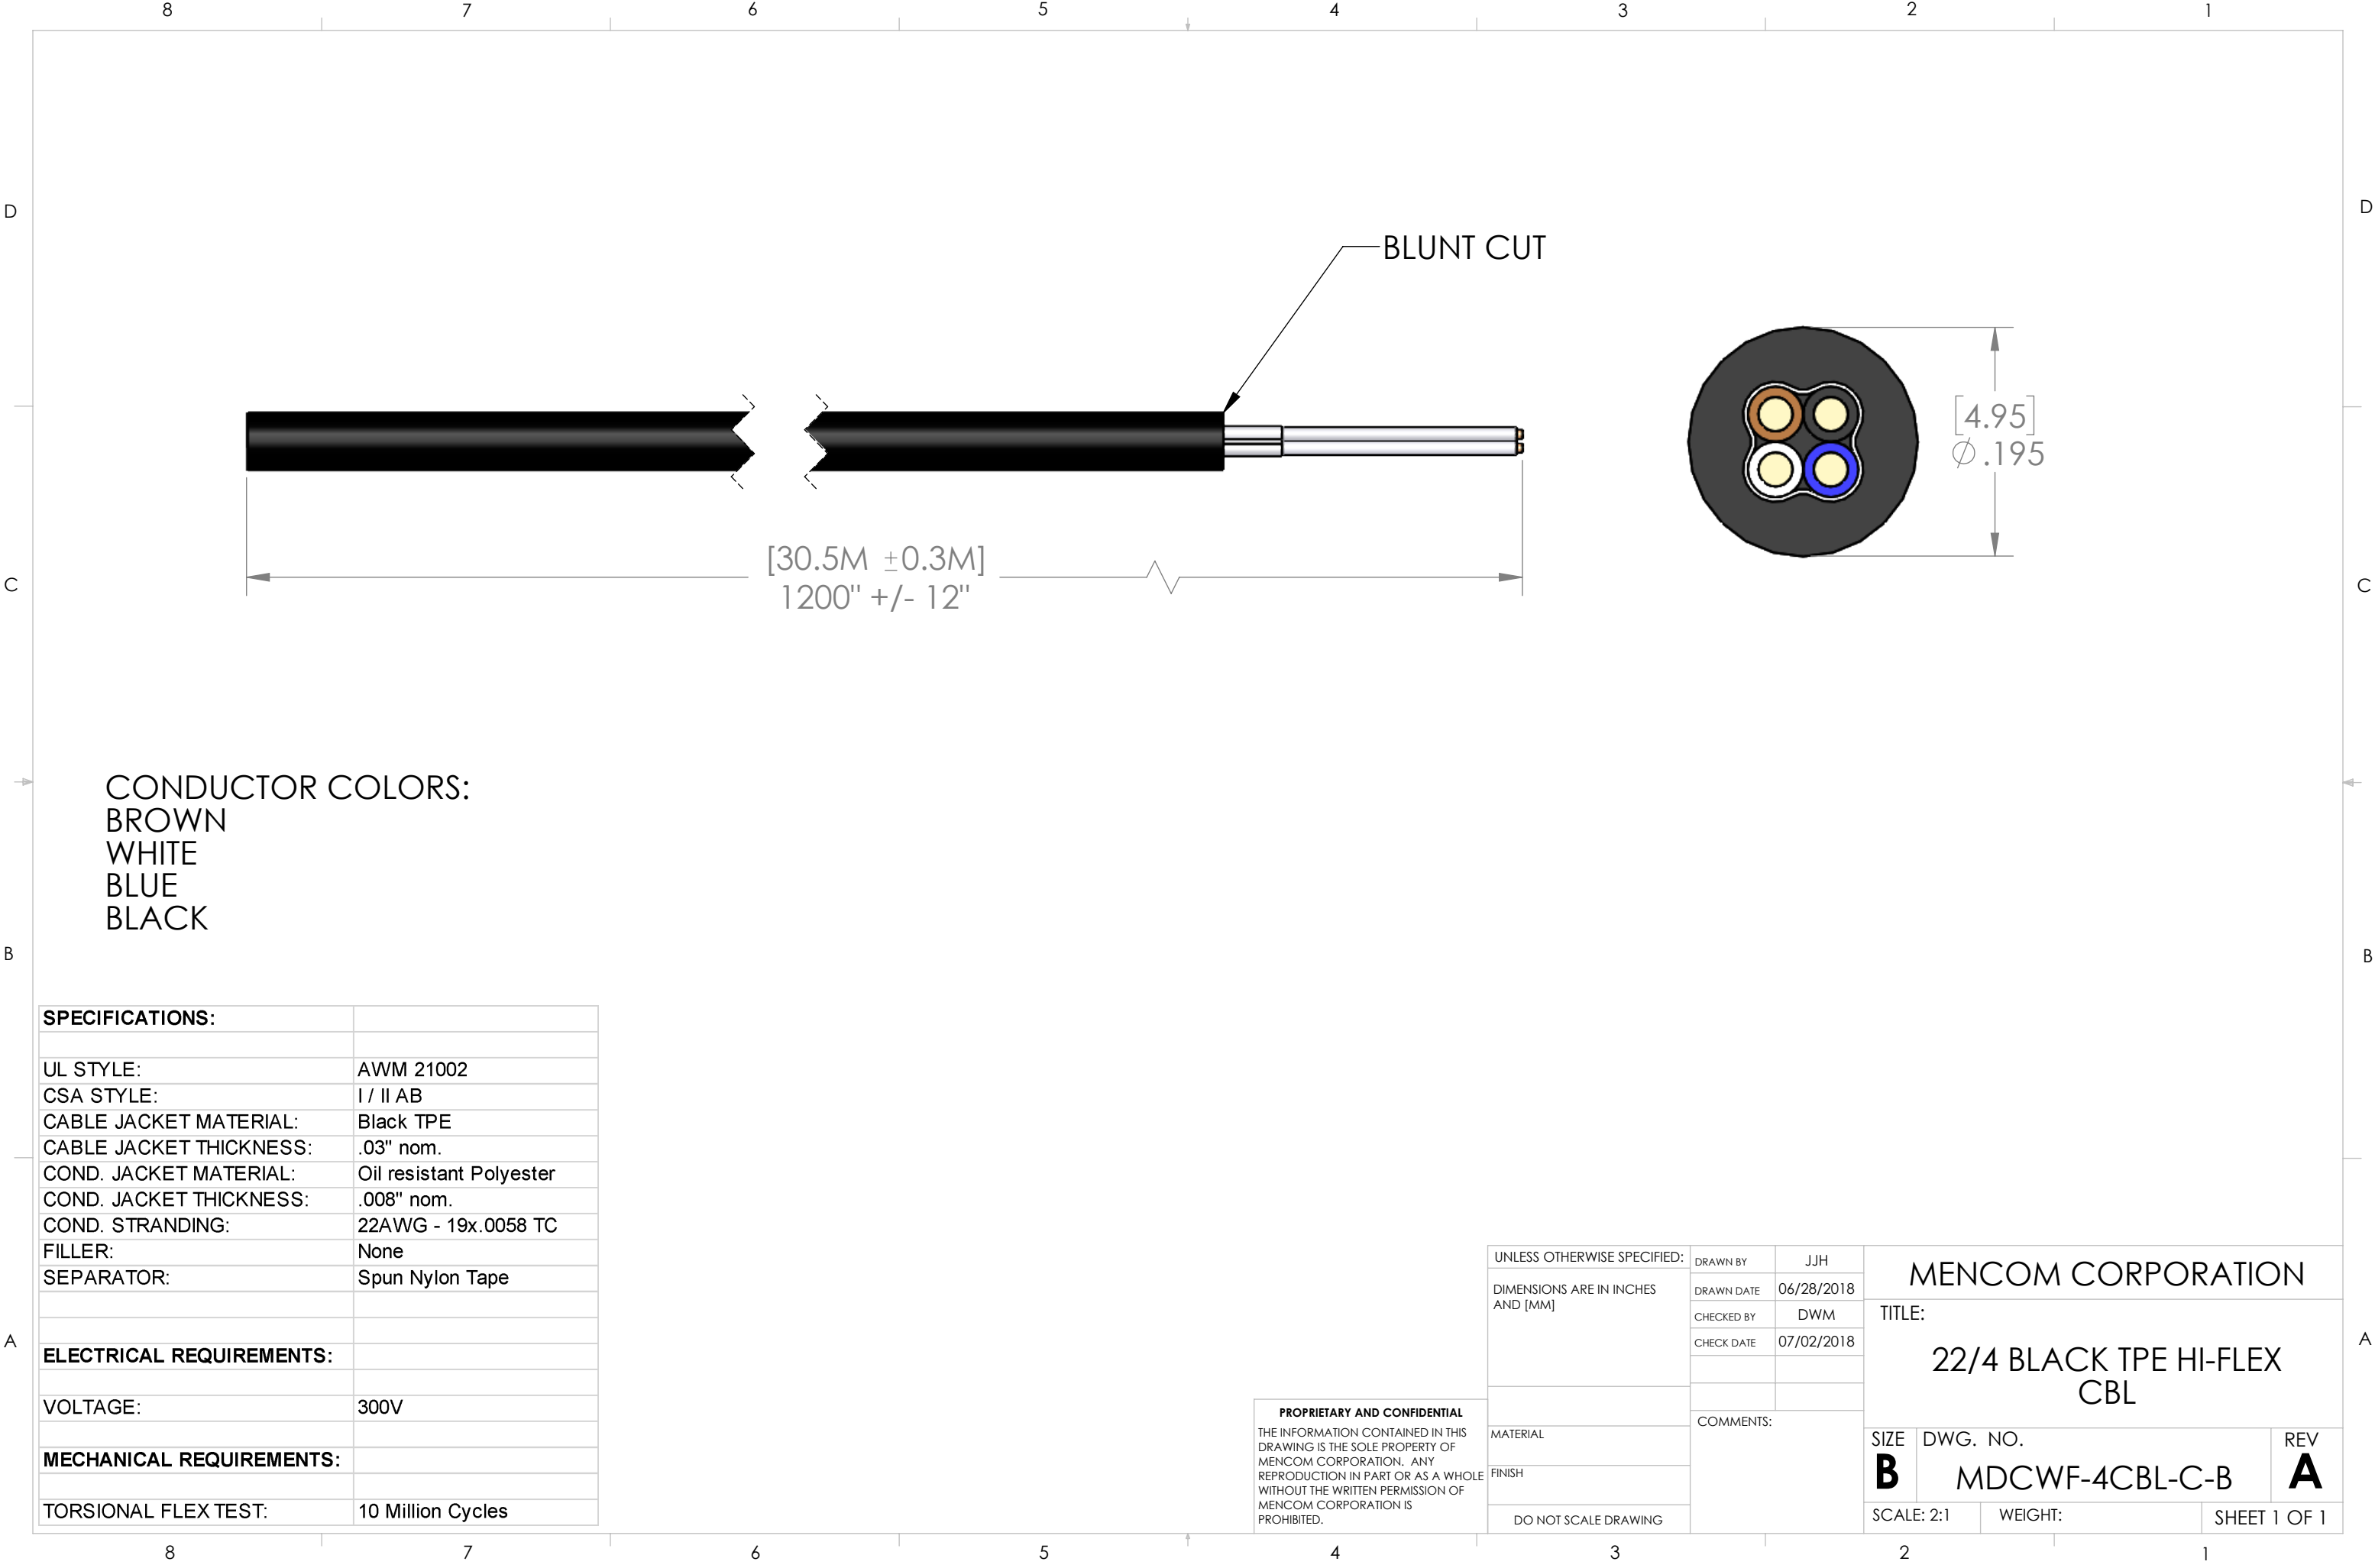 8 7 6 5 4 3 2 1
D D
BLUNT CUT
[4.95]
∅ .195
[30.5M ±0.3M]
1200" +/- 12"
C C
CONDUCTOR COLORS:
BROWN
WHITE
BLUE
BLACK
B B
SPECIFICATIONS:
UL STYLE: AWM 21002
CSA STYLE: I / II AB
CABLE JACKET MATERIAL: Black TPE
CABLE JACKET THICKNESS: .03" nom.
COND. JACKET MATERIAL: Oil resistant Polyester
COND. JACKET THICKNESS: .008" nom.
COND. STRANDING: 22AWG - 19x.0058 TC
FILLER: None
SEPARATOR: Spun Nylon Tape
ELECTRICAL REQUIREMENTS:
VOLTAGE: 300V
MECHANICAL REQUIREMENTS:
TORSIONAL FLEX TEST: 10 Million Cycles
A A
PROPRIETARY AND CONFIDENTIAL
THE INFORMATION CONTAINED IN THIS
DRAWING IS THE SOLE PROPERTY OF
MENCOM CORPORATION. ANY
REPRODUCTION IN PART OR AS A WHOLE
WITHOUT THE WRITTEN PERMISSION OF
MENCOM CORPORATION IS
PROHIBITED.
UNLESS OTHERWISE SPECIFIED:
DIMENSIONS ARE IN INCHES
AND [MM]
MATERIAL
FINISH
DO NOT SCALE DRAWING
DRAWN BY JJH
DRAWN DATE 06/28/2018
CHECKED BY DWM
CHECK DATE 07/02/2018
COMMENTS:
MENCOM CORPORATION
TITLE:
22/4 BLACK TPE HI-FLEX
CBL
SIZE DWG. NO. REV
B MDCWF-4CBL-C-B A
SCALE: 2:1 WEIGHT: SHEET 1 OF 1
8 7 6 5 4 3 2 1